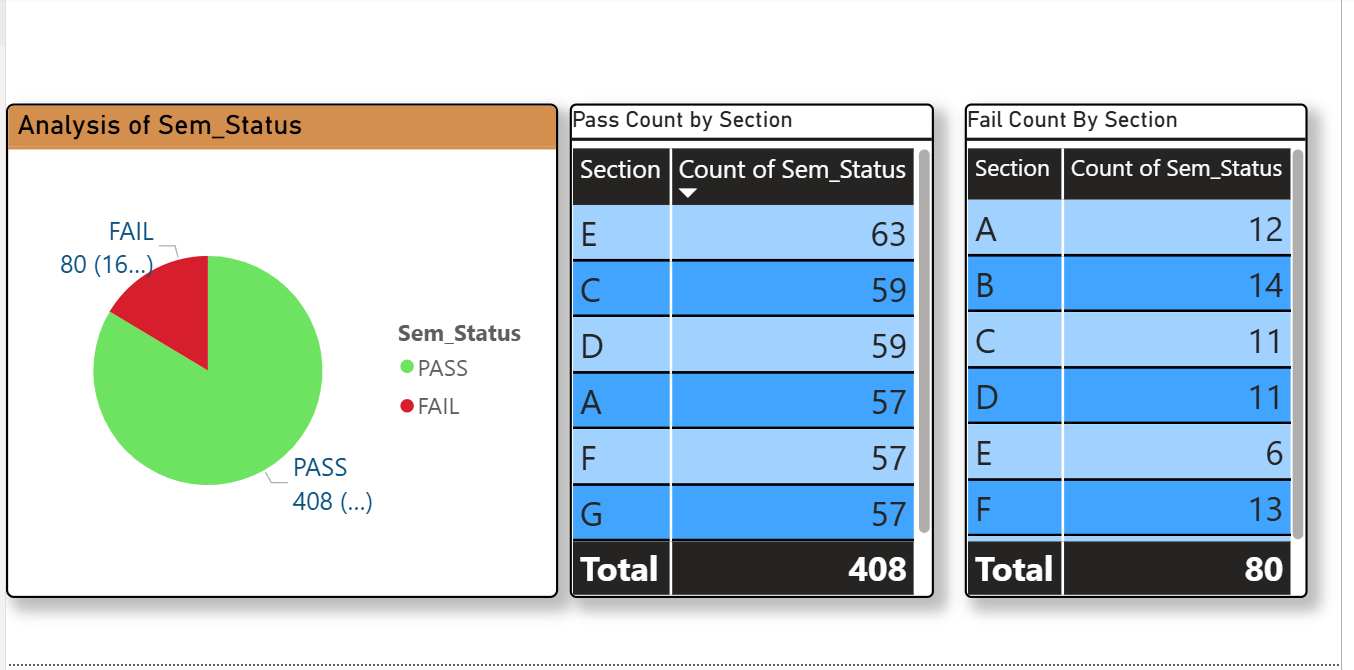 Analysis of Sem_Status
FAIL
80 (16...)
Sem_Status
PASS
FAIL
PASS
408 (...)
Pass Count by Section
Section Count of Sem_Status
E 63
C 59
D 59
A 57
F 57
G 57
Total 408
Fail Count By Section
Section Count of Sem_Status
A 12
B 14
C 11
D 11
E 6
F 13
Total 80